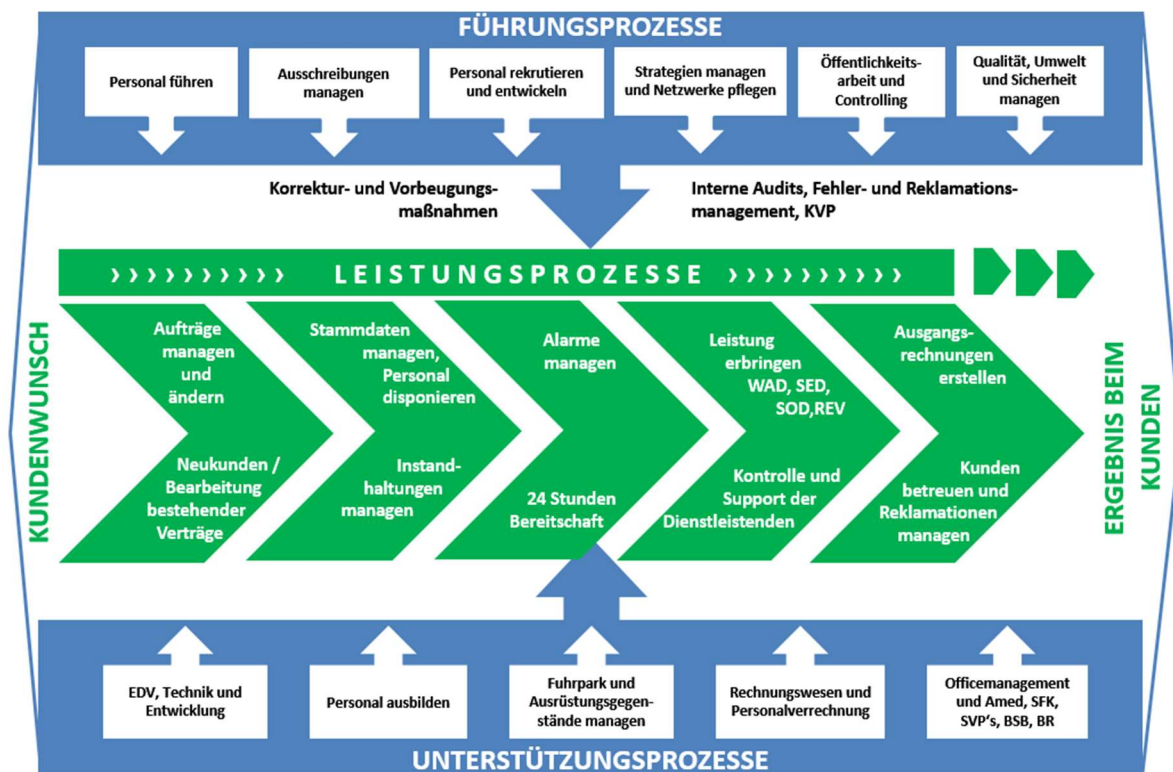 FÜHRUNGSPROZESSE
Personal führen
Ausschreibungen
managen
Personal rekrutieren
und entwickeln
Strategien managen
und Netzwerke pflegen
Öffentlichkeits-
arbeit und
Controlling
Qualität, Umwelt
und Sicherheit
managen
Korrektur- und Vorbeugungs-
maßnahmen
Interne Audits, Fehler- und Reklamations-
management, KVP
LEISTUNGSPROZESSE
KUNDENWUNSCH
Aufträge
managen
und
ändern
Neukunden /
Bearbeitung
bestehender
Verträge
Stammdaten
managen,
Personal
disponieren
Instand-
haltungen
managen
Alarme
managen
24 Stunden
Bereitschaft
Leistung
erbringen
WAD, SED,
SOD,REV
Kontrolle und
Support der
Dienstleistenden
Ausgangs-
rechnungen
erstellen
Kunden
betreuen und
Reklamationen
managen
ERGEBNIS BEIM
KUNDEN
EDV, Technik und
Entwicklung
Personal ausbilden
Fuhrpark und
Ausrüstungsgegen-
stände managen
Rechnungswesen und
Personalverrechnung
Officemanagement
und Amed, SFK,
SVP‘s, BSB, BR
UNTERSTÜTZUNGSPROZESSE